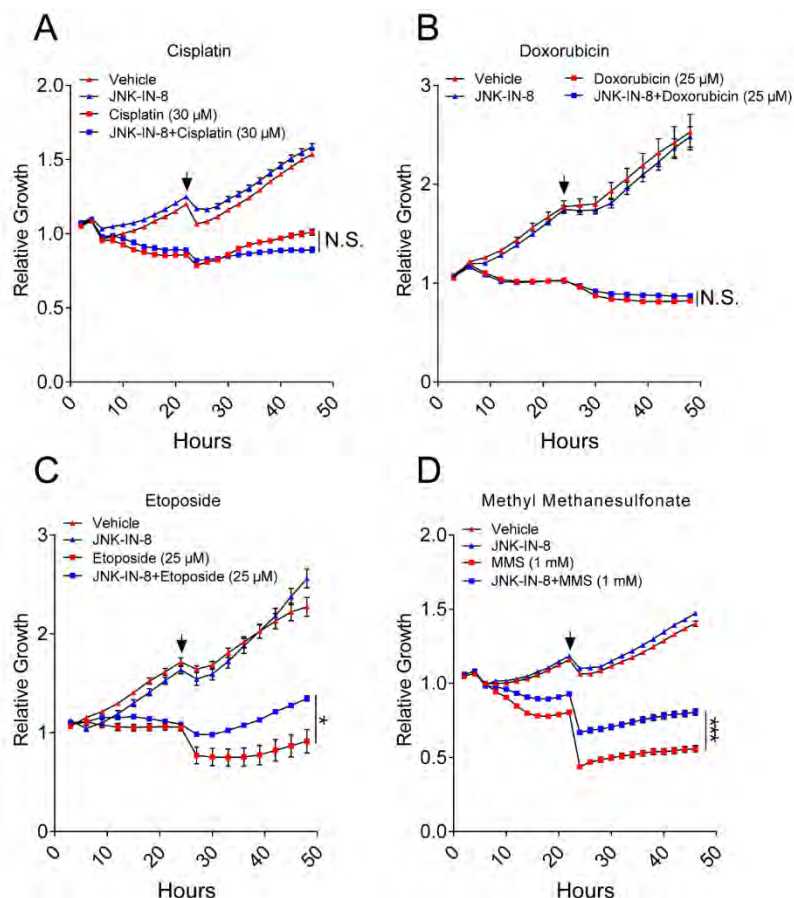 A
Cisplatin
Vehicle
JNK-IN-8
Cisplatin (30 µM)
JNK-IN-8+Cisplatin (30 µM)
Relative Growth
2.0
1.5
1.0
0.5
0.0
N.S.
0 10 20 30 40 50
Hours
B
Doxorubicin
Vehicle
JNK-IN-8
Doxorubicin (25 µM)
JNK-IN-8+Doxorubicin (25 µM)
Relative Growth
3
2
1
0
N.S.
0 10 20 30 40 50
Hours
C
Etoposide
Vehicle
JNK-IN-8
Etoposide (25 µM)
JNK-IN-8+Etoposide (25 µM)
Relative Growth
3
2
1
0
*
0 10 20 30 40 50
Hours
D
Methyl Methanesulfonate
Vehicle
JNK-IN-8
MMS (1 mM)
JNK-IN-8+MMS (1 mM)
Relative Growth
2.0
1.5
1.0
0.5
0.0
***
0 10 20 30 40 50
Hours